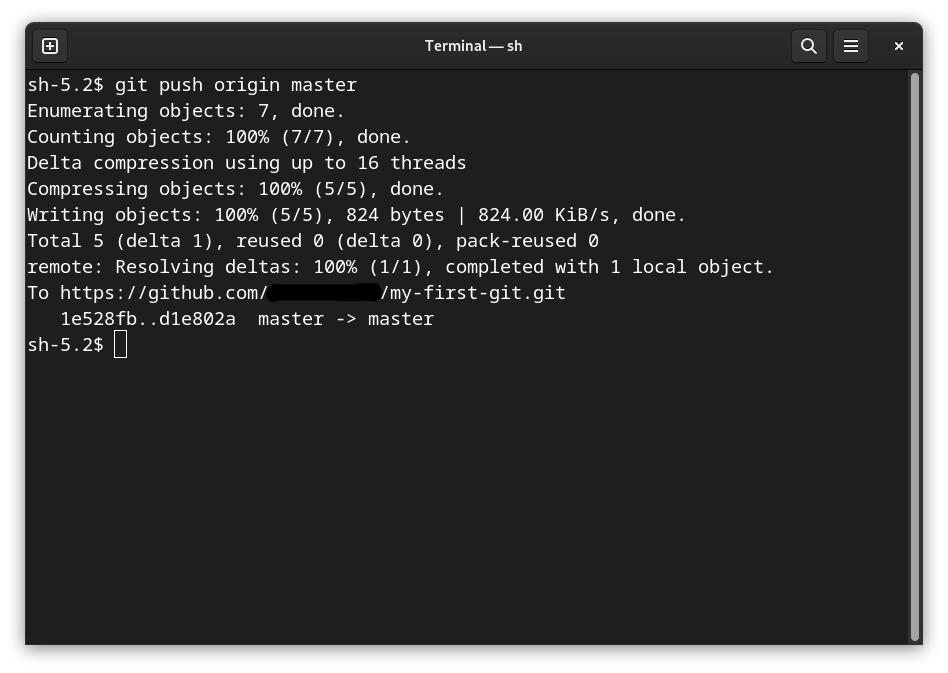 Terminal — sh
sh-5.2$ git push origin master
Enumerating objects: 7, done.
Counting objects: 100% (7/7), done.
Delta compression using up to 16 threads
Compressing objects: 100% (5/5), done.
Writing objects: 100% (5/5), 824 bytes | 824.00 KiB/s, done.
Total 5 (delta 1), reused 0 (delta 0), pack-reused 0
remote: Resolving deltas: 100% (1/1), completed with 1 local object.
To https://github.com/ /my-first-git.git
   1e528fb..d1e802a  master -> master
sh-5.2$